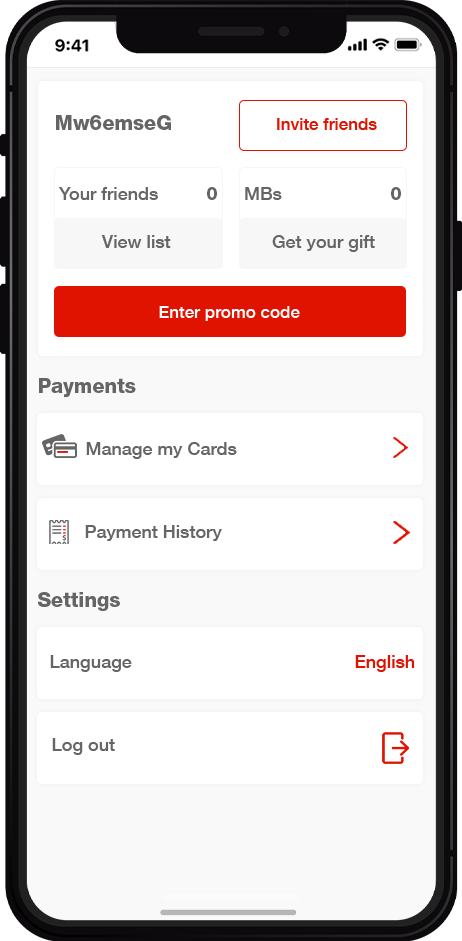 9:41
Mw6emseG
Invite friends
Your friends 0
MBs 0
View list
Get your gift
Enter promo code
Payments
Manage my Cards
Payment History
Settings
Language English
Log out